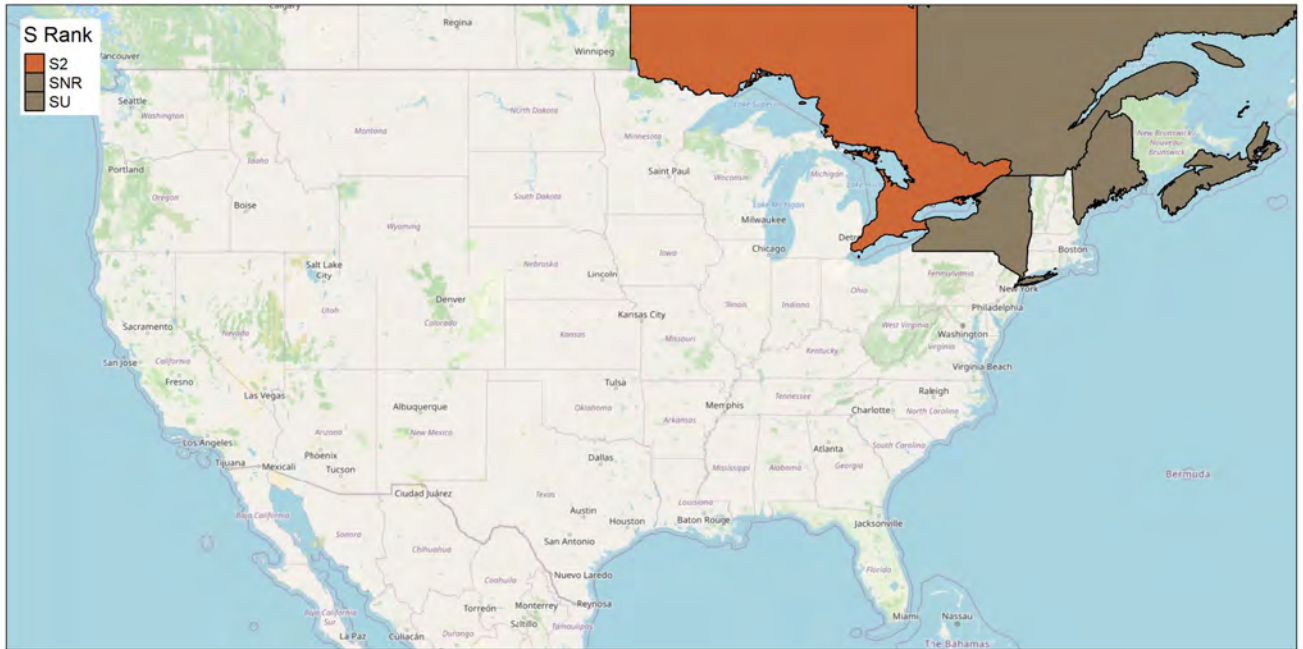 S Rank
S2
SNR
SU
Calgary
Regina
Vancouver
Winnipeg
Seattle
Washington
Montana
North Dakota
Minnesota
Lake Superior
New Brunswick
Nouveau-
Brunswick
Portland
Oregon
Idaho
Boise
South Dakota
Saint Paul
Wisconsin
Michigan
Lake Michigan
Wyoming
Milwaukee
Chicago
Boston
Iowa
Salt Lake
City
Nebraska
Lincoln
Pennsylvania
New York
Philadelphia
Illinois
Indiana
Ohio
Denver
Colorado
Utah
Nevada
Sacramento
California
San Jose
Fresno
Kansas
Kansas City
Missouri
West Virginia
Washington
Virginia
Kentucky
Virginia Beach
Las Vegas
Tulsa
Oklahoma
Arkansas
Memphis
Tennessee
Raleigh
Charlotte
North Carolina
Albuquerque
New Mexico
Arizona
Los Angeles
Phoenix
Tucson
Tijuana
Mexicali
Dallas
Texas
Mississippi
Alabama
Atlanta
Georgia
South Carolina
Bermuda
Ciudad Juárez
Austin
Houston
Louisiana
Baton Rouge
Jacksonville
Baja California
Sonora
Chihuahua
San Antonio
Florida
Coahuila
Nuevo Laredo
Reynosa
Monterrey
Torreón
Saltillo
Tamaulipas
Durango
Baja California
Sur
La Paz
Culiacán
Miami
Nassau
The Bahamas